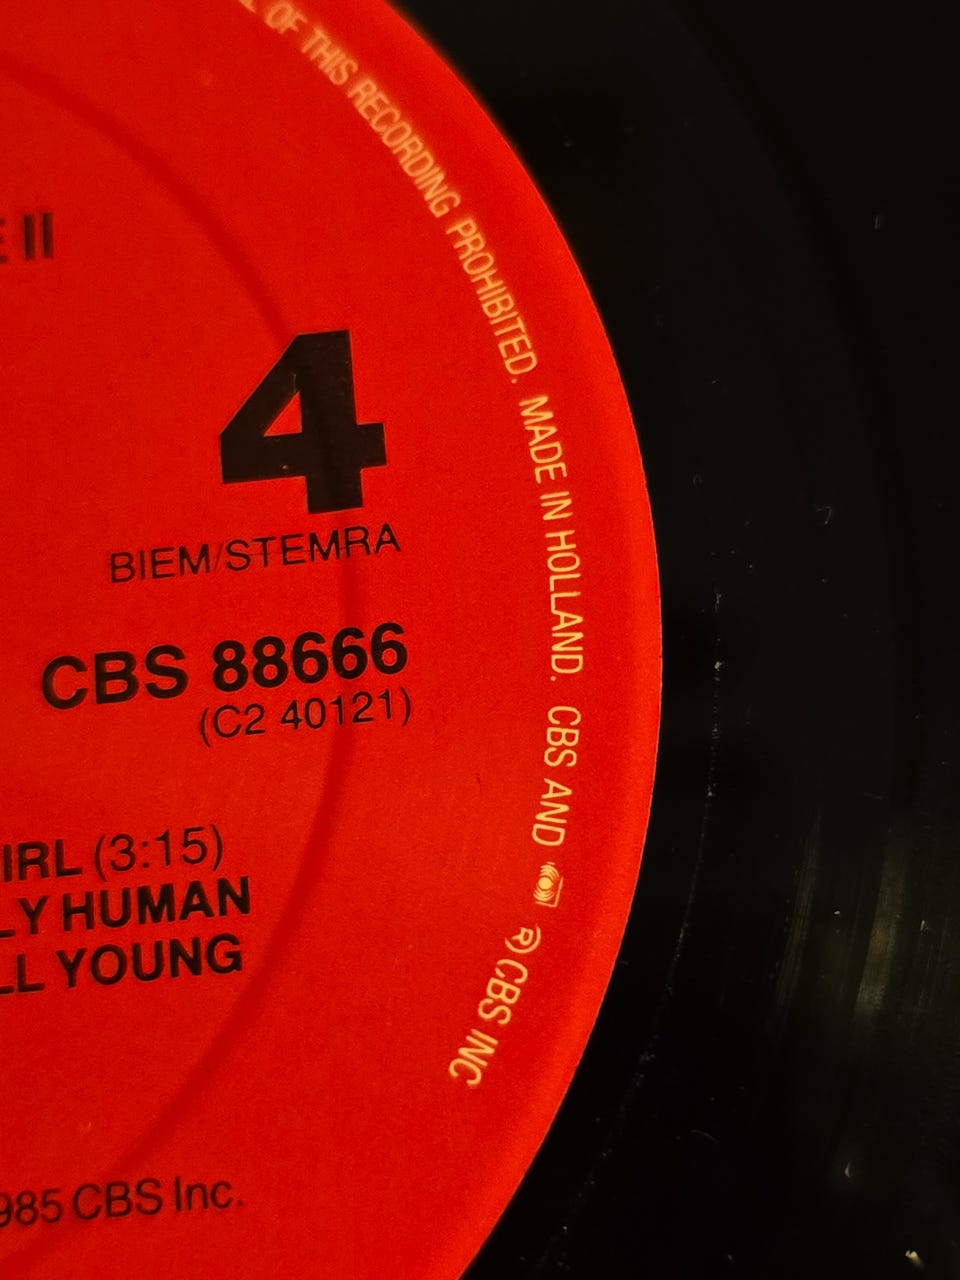 OF THIS RECORDING PROHIBITED. MADE IN HOLLAND. CBS AND ℗ CBS INC
II
4
BIEM/STEMRA
CBS 88666
(C2 40121)
IRL (3:15)
LY HUMAN
LL YOUNG
985 CBS Inc.